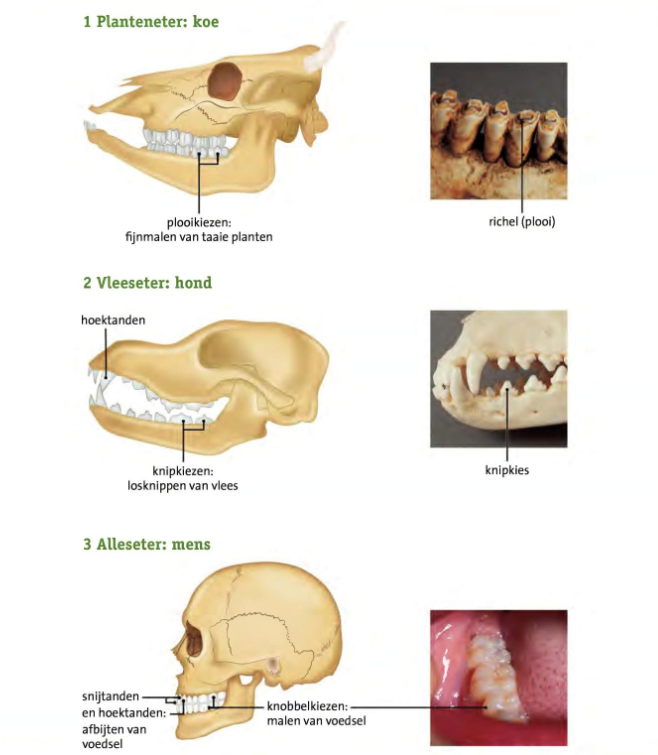 1 Planteneter: koe
plooikiezen:
fijnmalen van taaie planten
richel (plooi)
2 Vleeseter: hond
hoektanden
knipkiezen:
losknippen van vlees
knipkies
3 Alleseter: mens
snijtanden
en hoektanden:
afbijten van
voedsel
knobbelkiezen:
malen van voedsel